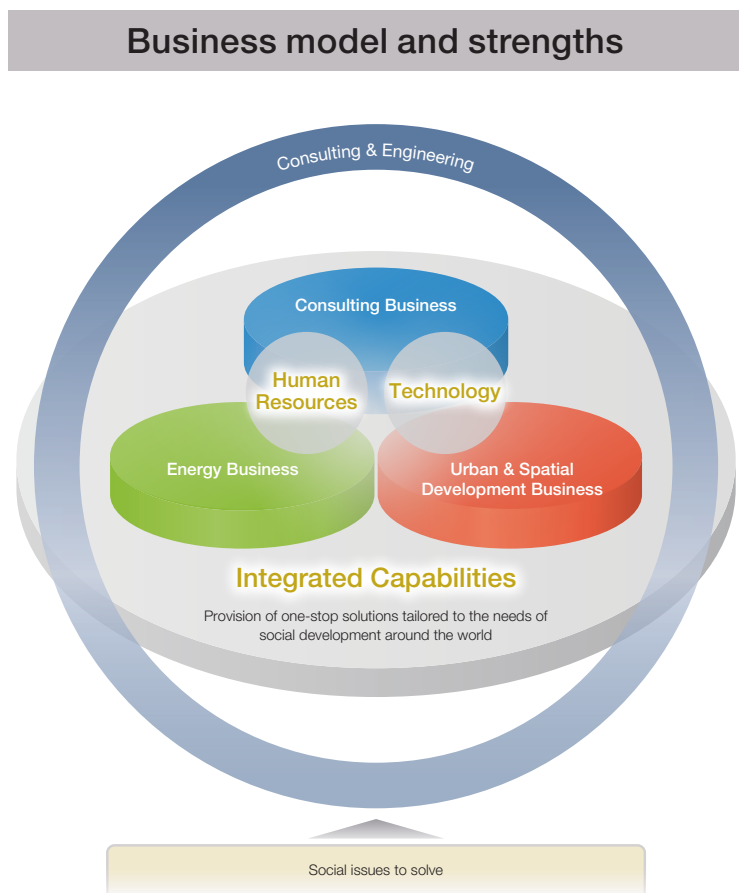 Business model and strengths
Consulting & Engineering
Consulting Business
Human
Resources
Technology
Energy Business
Urban & Spatial
Development Business
Integrated Capabilities
Provision of one-stop solutions tailored to the needs of
social development around the world
Social issues to solve